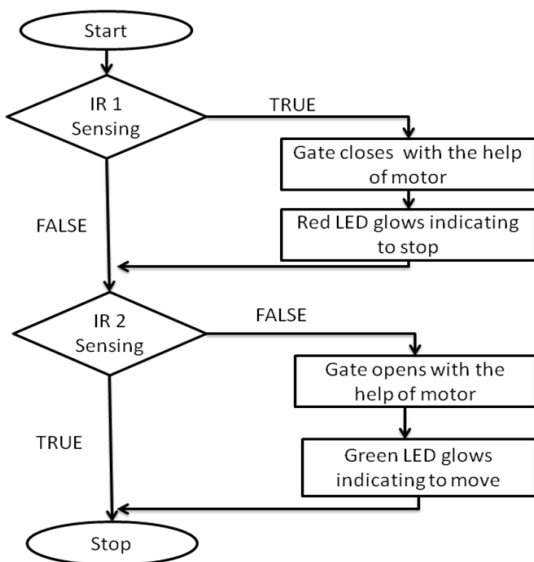 Start
IR 1
Sensing
TRUE
Gate closes with the help
of motor
FALSE
Red LED glows indicating
to stop
IR 2
Sensing
FALSE
Gate opens with the
help of motor
TRUE
Green LED glows
indicating to move
Stop